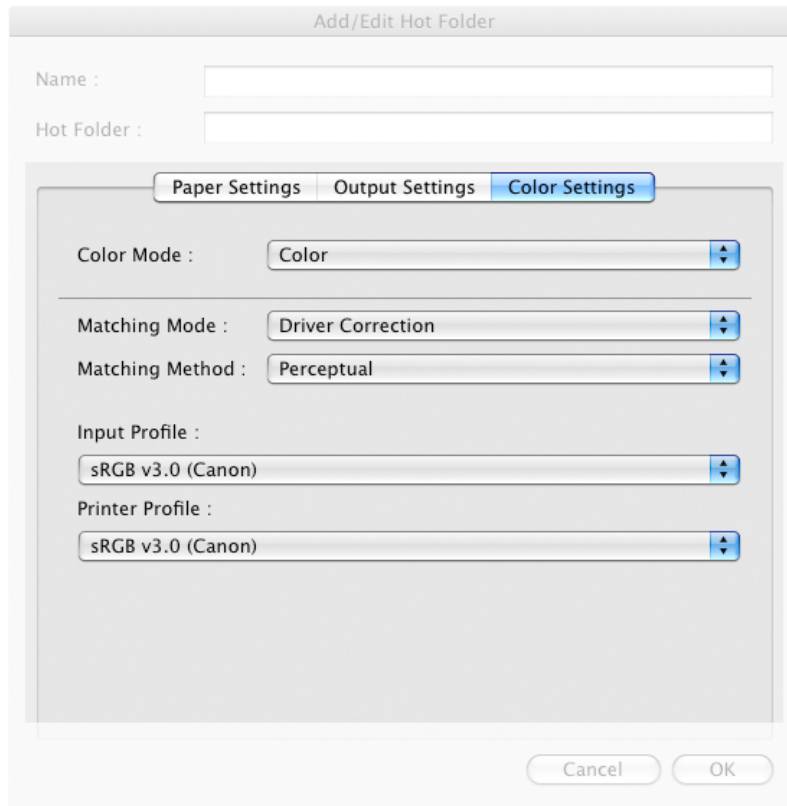 Add/Edit Hot Folder
Name :
Hot Folder :
Paper Settings Output Settings Color Settings
Color Mode : Color
Matching Mode : Driver Correction
Matching Method : Perceptual
Input Profile :
sRGB v3.0 (Canon)
Printer Profile :
sRGB v3.0 (Canon)
Cancel OK